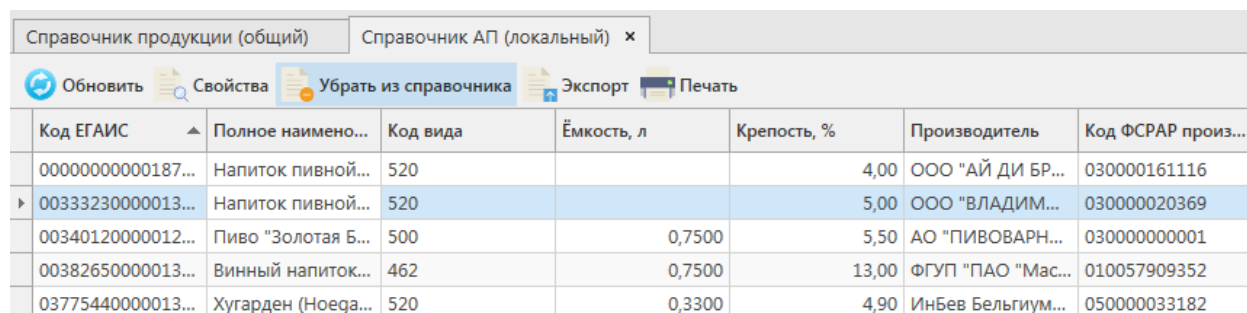 Справочник продукции (общий) Справочник АП (локальный) ×
Обновить Свойства Убрать из справочника Экспорт Печать
Код ЕГАИС Полное наимено... Код вида Ёмкость, л Крепость, % Производитель Код ФСРАР произ...
00000000000187... Напиток пивной... 520 4,00 ООО "АЙ ДИ БР... 030000161116
00333230000013... Напиток пивной... 520 5,00 ООО "ВЛАДИМ... 030000020369
00340120000012... Пиво "Золотая Б... 500 0,7500 5,50 АО "ПИВОВАРН... 030000000001
00382650000013... Винный напиток... 462 0,7500 13,00 ФГУП "ПАО "Мас... 010057909352
03775440000013... Хугарден (Hoega... 520 0,3300 4,90 ИнБев Бельгиум... 050000033182